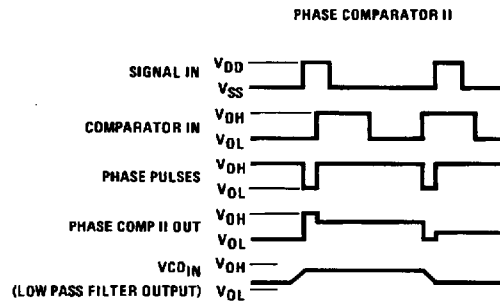 PHASE COMPARATOR II
SIGNAL IN
VDD
VSS
COMPARATOR IN
VOH
VOL
PHASE PULSES
VOH
VOL
PHASE COMP II OUT
VOH
VOL
VCOIN
(LOW PASS FILTER OUTPUT)
VOH
VOL